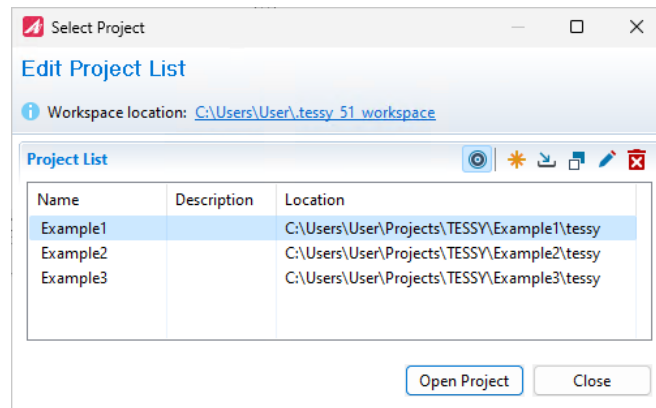 Select Project
Edit Project List
Workspace location: C:\Users\User\.tessy_51_workspace
Project List
Name Description Location
Example1 C:\Users\User\Projects\TESSY\Example1\tessy
Example2 C:\Users\User\Projects\TESSY\Example2\tessy
Example3 C:\Users\User\Projects\TESSY\Example3\tessy
Open Project Close